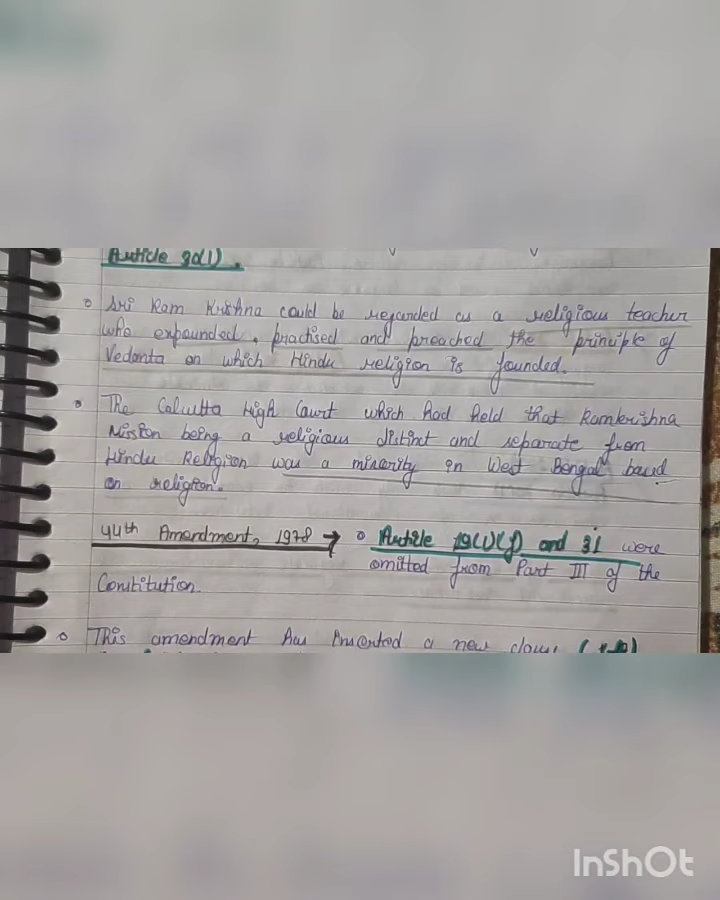 Article 30(1).
Sri Ram Krishna could be regarded as a religious teacher
who expounded, practised and preached the principle of
Vedanta on which Hindu religion is founded.
The Calcutta High Court which had held that Ramkrishna
Mission being a religious distinct and separate from
Hindu Religion was a minority in West Bengal based
on religion.
44th Amendment, 1978 → Article 19(1)(f) and 31 were
omitted from Part III of the
Constitution.
This amendment has inserted a new clause
InShOt